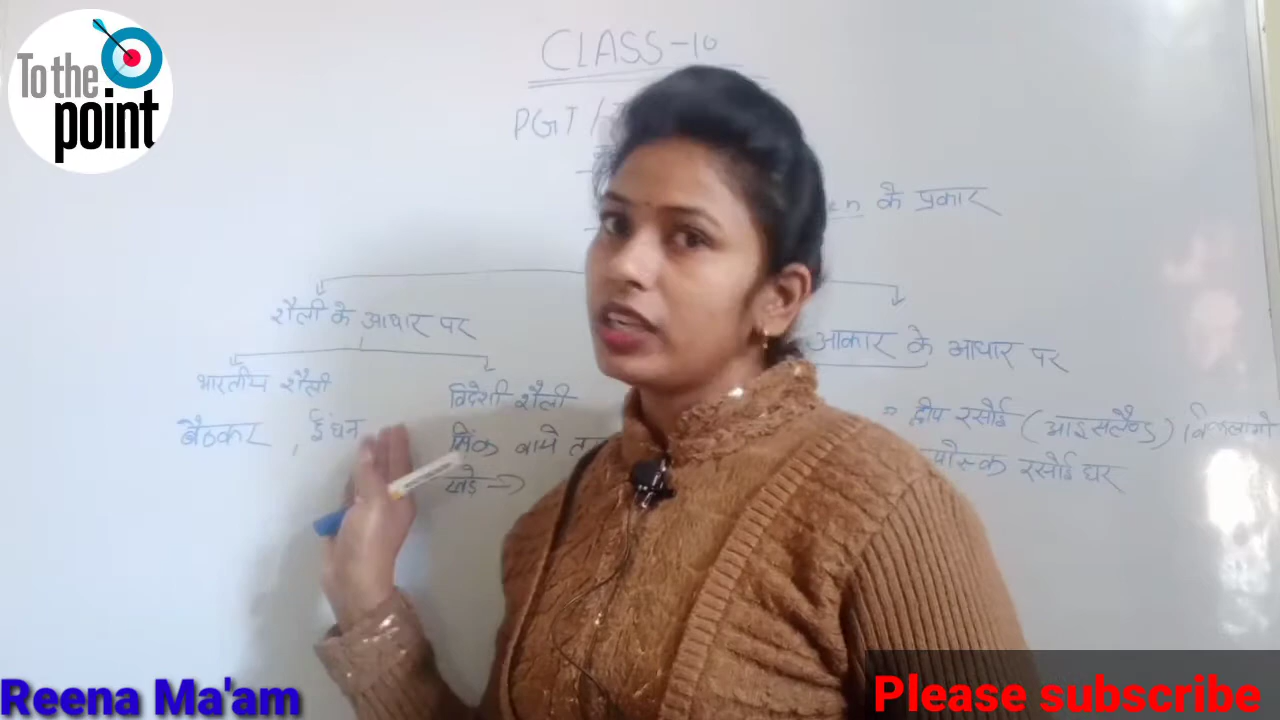 To the
point
CLASS-10
PGT /
के प्रकार
शैली के आधार पर
आकार के आधार पर
भारतीय शैली
विदेशी शैली
बैठकर , ईंधन
सिंक बाये
खड़े →
द्वीप रसोई (आइसलैण्ड)
रसोई घर
Reena Ma'am
Please subscribe